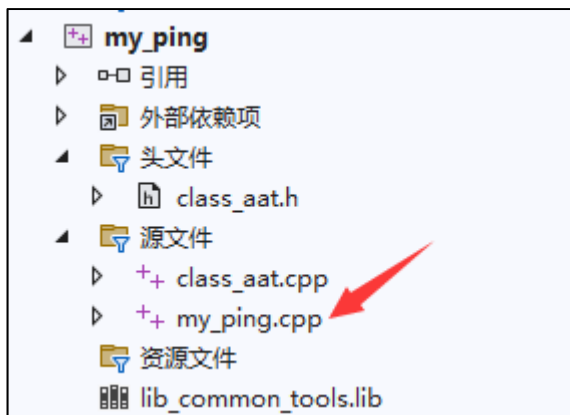 my_ping
引用
外部依赖项
头文件
class_aat.h
源文件
class_aat.cpp
my_ping.cpp
资源文件
lib_common_tools.lib